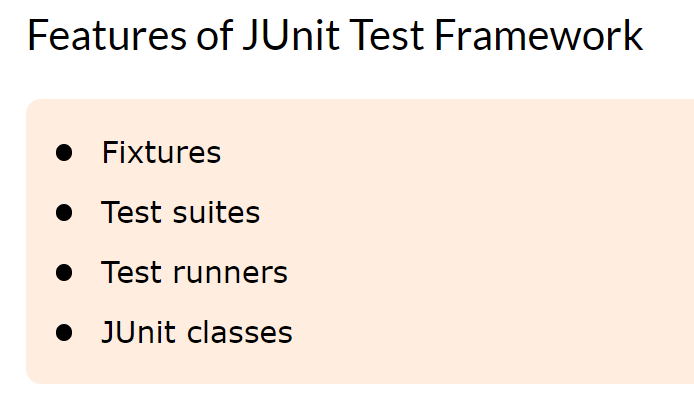 Features of JUnit Test Framework
● Fixtures
● Test suites
● Test runners
● JUnit classes